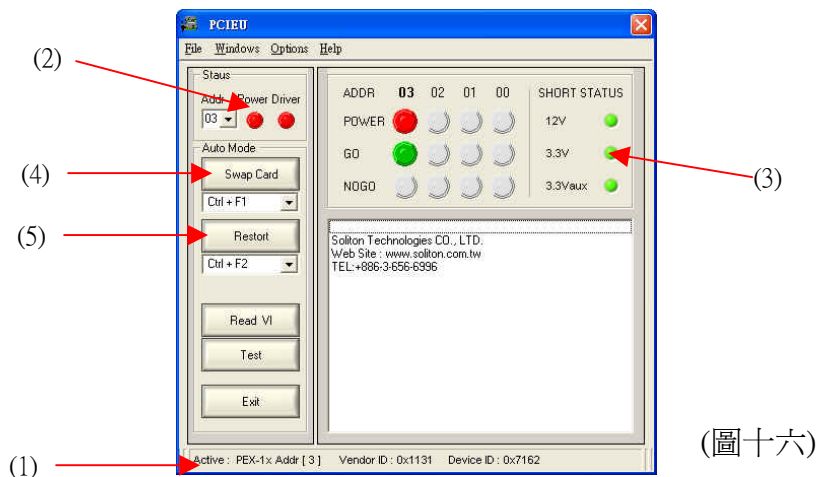 PCIEU
File Windows Options Help
(2)
Staus
Addr Power Driver
03
Auto Mode
(4)
Swap Card
Ctrl + F1
(5)
Restort
Ctrl + F2
Read VI
Test
Exit
ADDR 03 02 01 00 SHORT STATUS
POWER 12V
GO 3.3V
(3)
NOGO 3.3Vaux
Soliton Technologies CO., LTD.
Web Site : www.soliton.com.tw
TEL:+886-3-656-6996
(圖十六)
(1)
Active : PEX-1x Addr [ 3 ] Vendor ID : 0x1131 Device ID : 0x7162